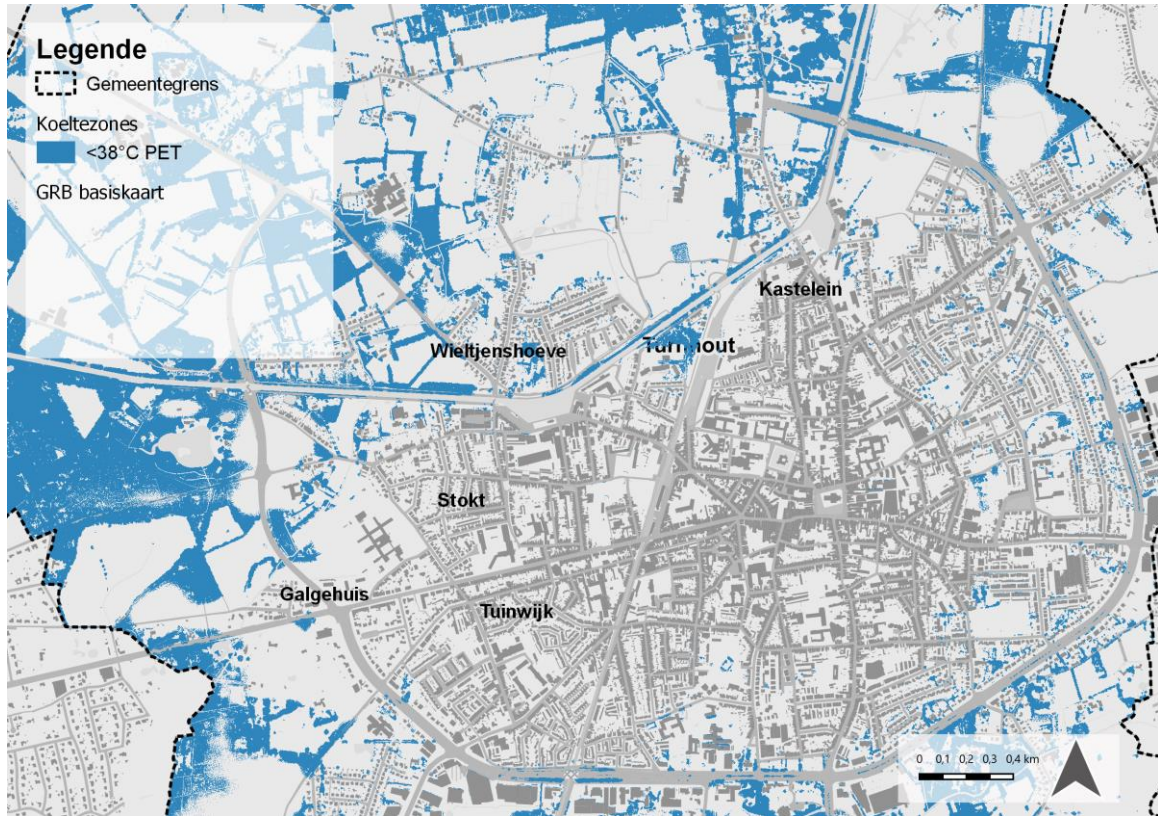 Legende
Gemeentegrens
Koeltezones
<38°C PET
GRB basiskaart
Kastelein
Wieltjenshoeve
Stokt
Galgehuis
Tuinwijk
0 0,1 0,2 0,3 0,4 km